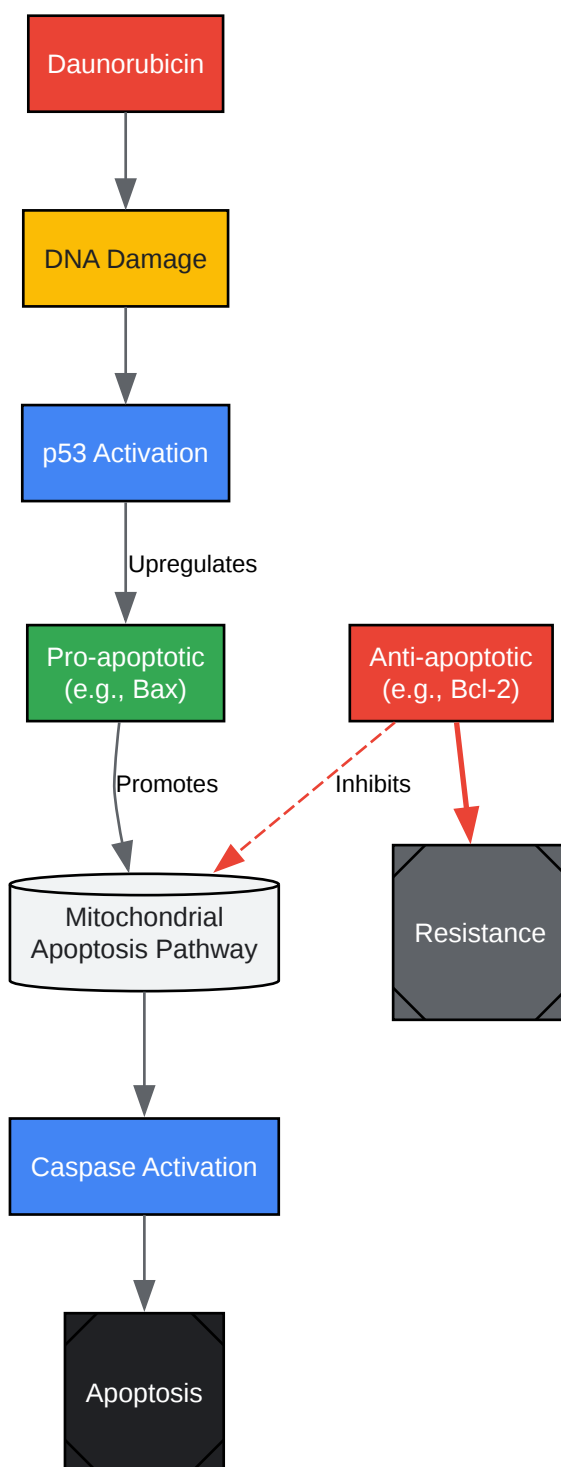 Daunorubicin
DNA Damage
p53 Activation
Upregulates
Pro-apoptotic
(e.g., Bax)
Anti-apoptotic
(e.g., Bcl-2)
Promotes
Inhibits
Mitochondrial
Apoptosis Pathway
Resistance
Caspase Activation
Apoptosis